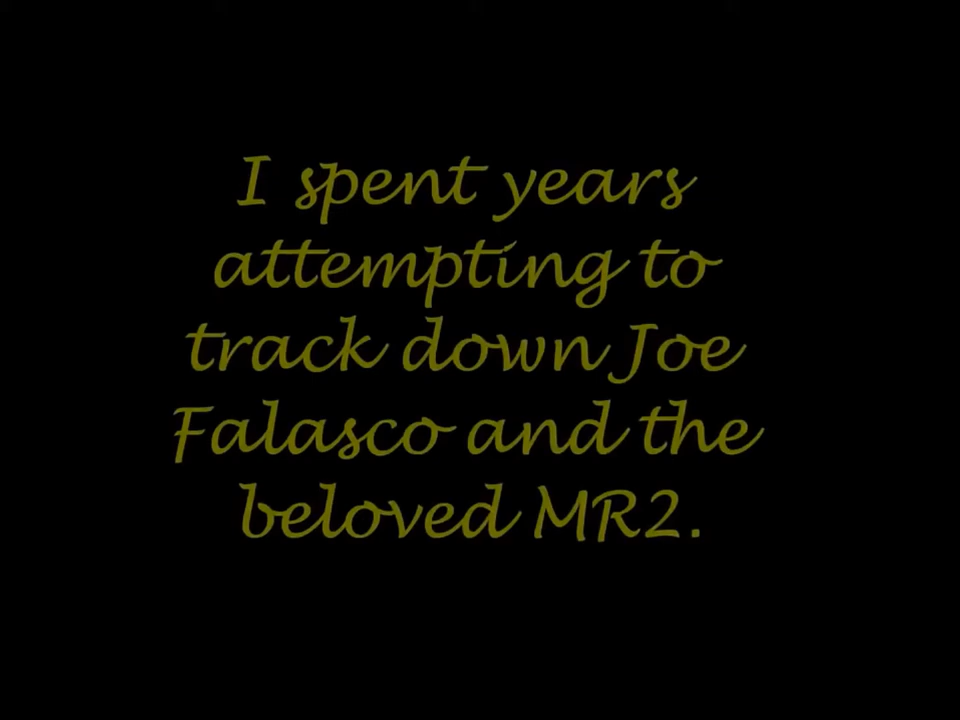 I spent years
attempting to
track down Joe
Falasco and the
beloved MR2.